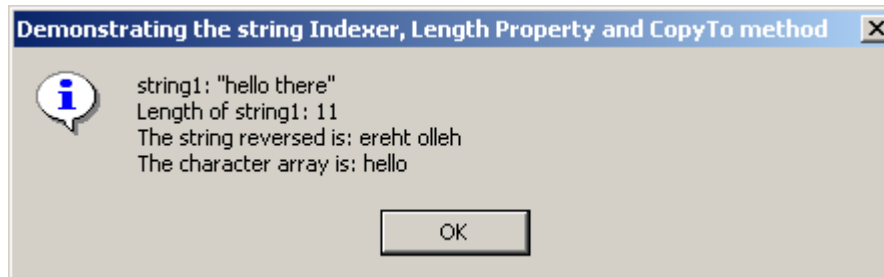 Demonstrating the string Indexer, Length Property and CopyTo method
string1: "hello there"
Length of string1: 11
The string reversed is: ereht olleh
The character array is: hello
OK